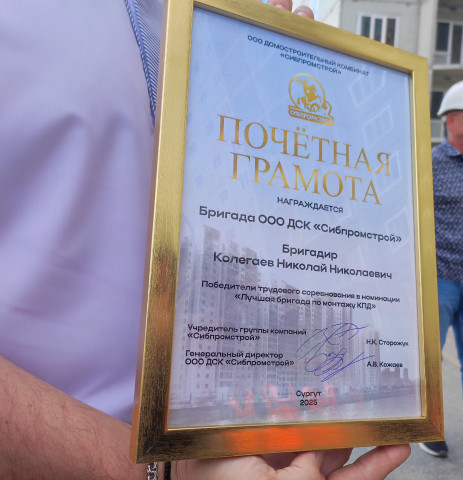 ООО ДОМОСТРОИТЕЛЬНЫЙ КОМБИНАТ
«СИБПРОМСТРОЙ»
СИБПРОМСТРОЙ
ПОЧЁТНАЯ
ГРАМОТА
НАГРАЖДАЕТСЯ
Бригада ООО ДСК «Сибпромстрой»
Бригадир
Колегаев Николай Николаевич
Победители трудового соревнования в номинации
«Лучшая бригада по монтажу КПД»
Учредитель группы компаний
«Сибпромстрой»
Н.К. Сторожук
Генеральный директор
ООО ДСК «Сибпромстрой»
А.В. Кожаев
Сургут
2025